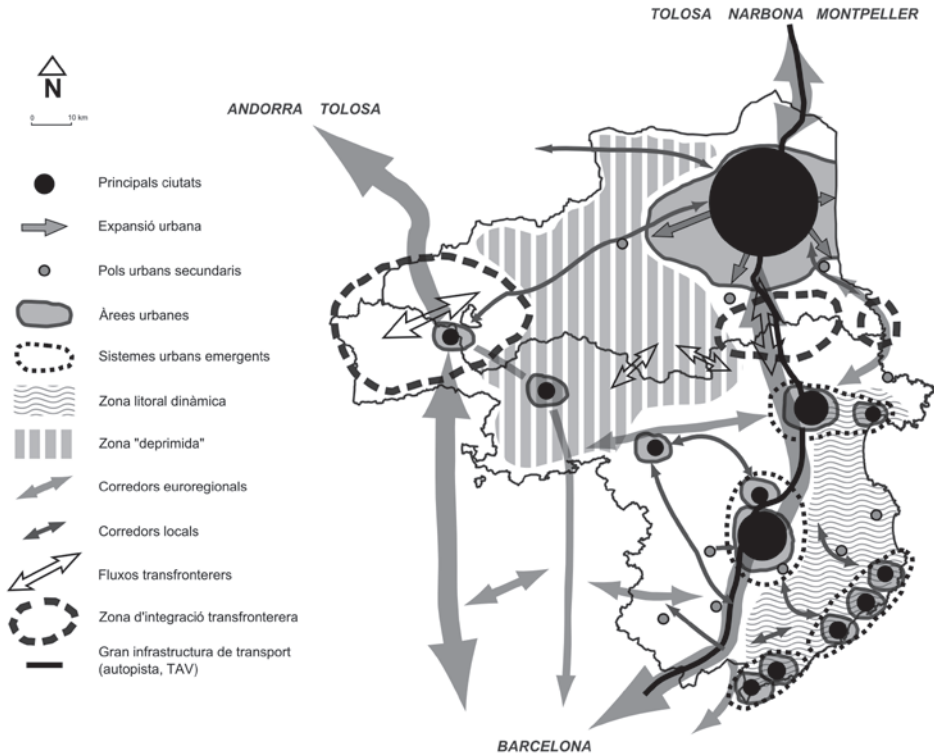 TOLOSA NARBONA MONTPELLER
N
0 10 km
ANDORRA TOLOSA
Principals ciutats
Expansió urbana
Pols urbans secundaris
Àrees urbanes
Sistemes urbans emergents
Zona litoral dinàmica
Zona "deprimida"
Corredors euroregionals
Corredors locals
Fluxos transfronterers
Zona d'integració transfronterera
Gran infrastructura de transport
(autopista, TAV)
BARCELONA